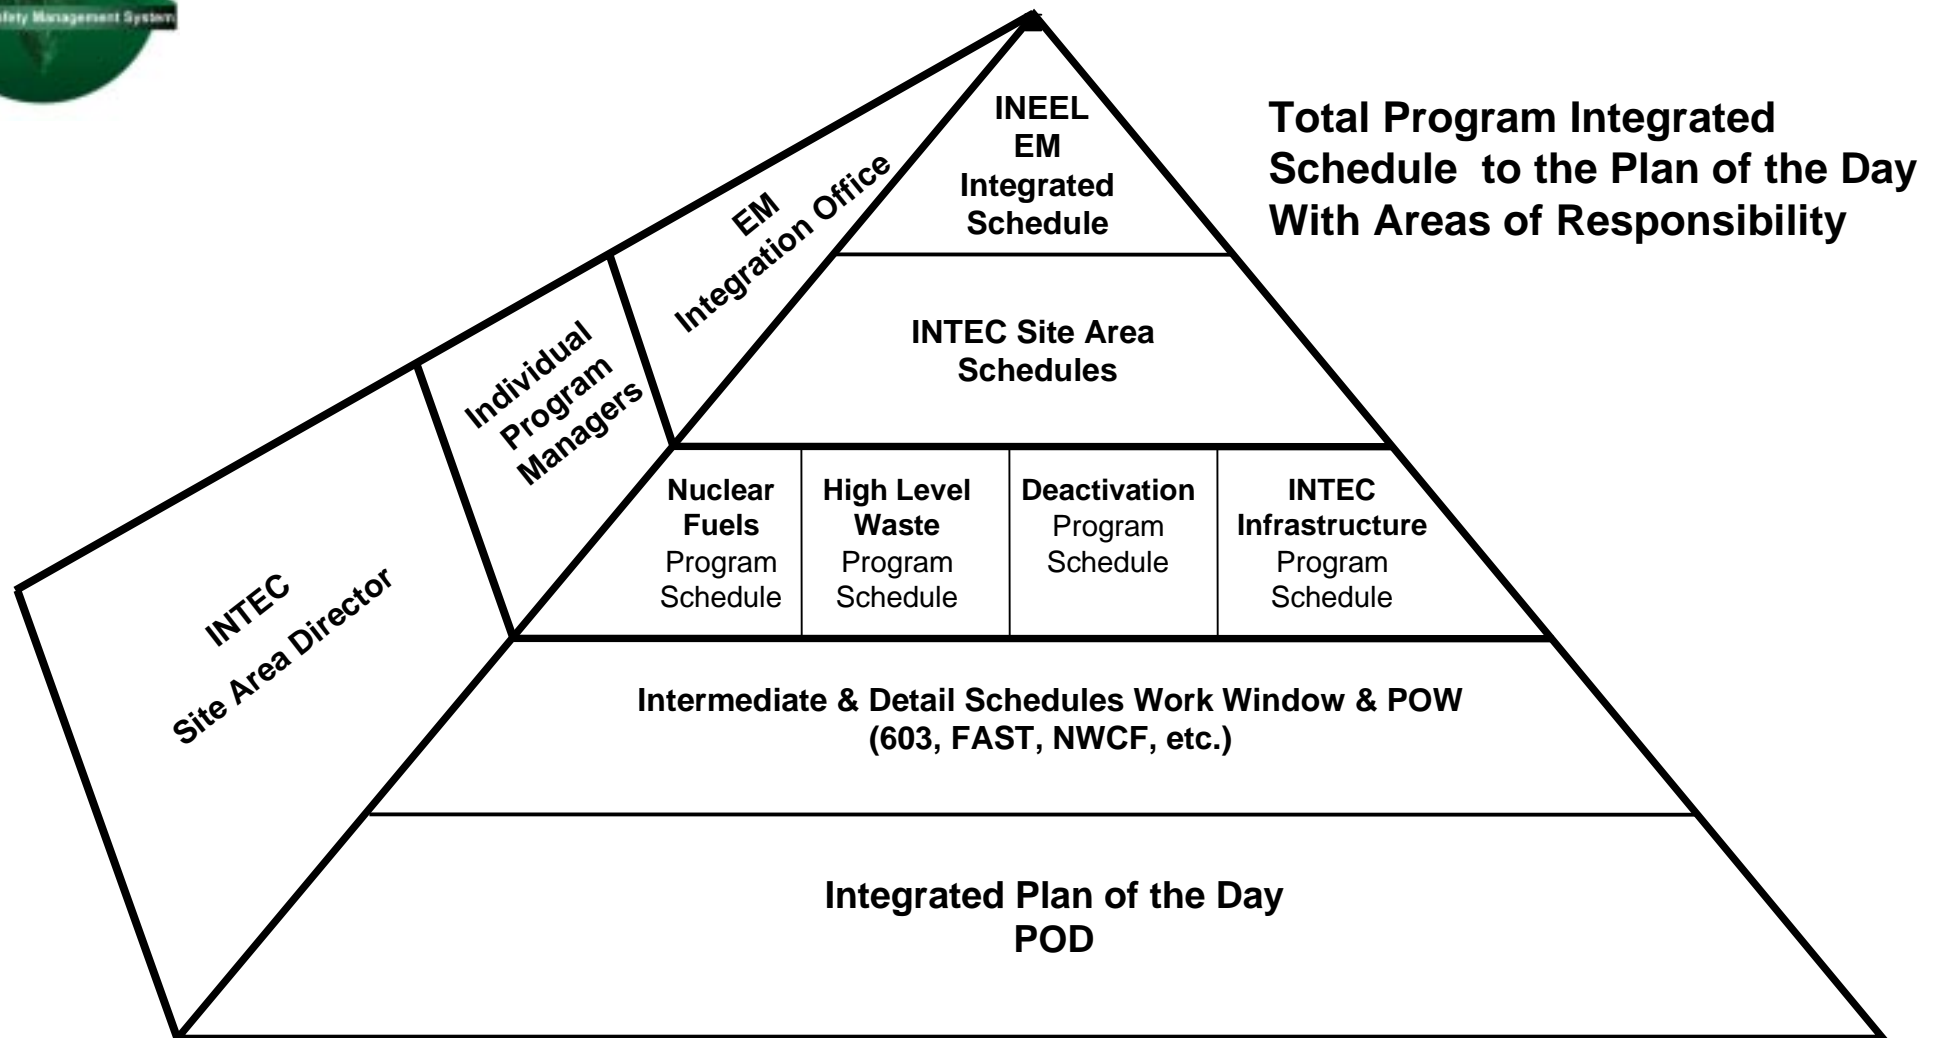 Safety Management System
Total Program Integrated
Schedule to the Plan of the Day
With Areas of Responsibility
INEEL
EM
Integrated
Schedule
EM
Integration Office
INTEC Site Area
Schedules
Individual
Program
Managers
Nuclear
Fuels
Program
Schedule
High Level
Waste
Program
Schedule
Deactivation
Program
Schedule
INTEC
Infrastructure
Program
Schedule
INTEC
Site Area Director
Intermediate & Detail Schedules Work Window & POW
(603, FAST, NWCF, etc.)
Integrated Plan of the Day
POD